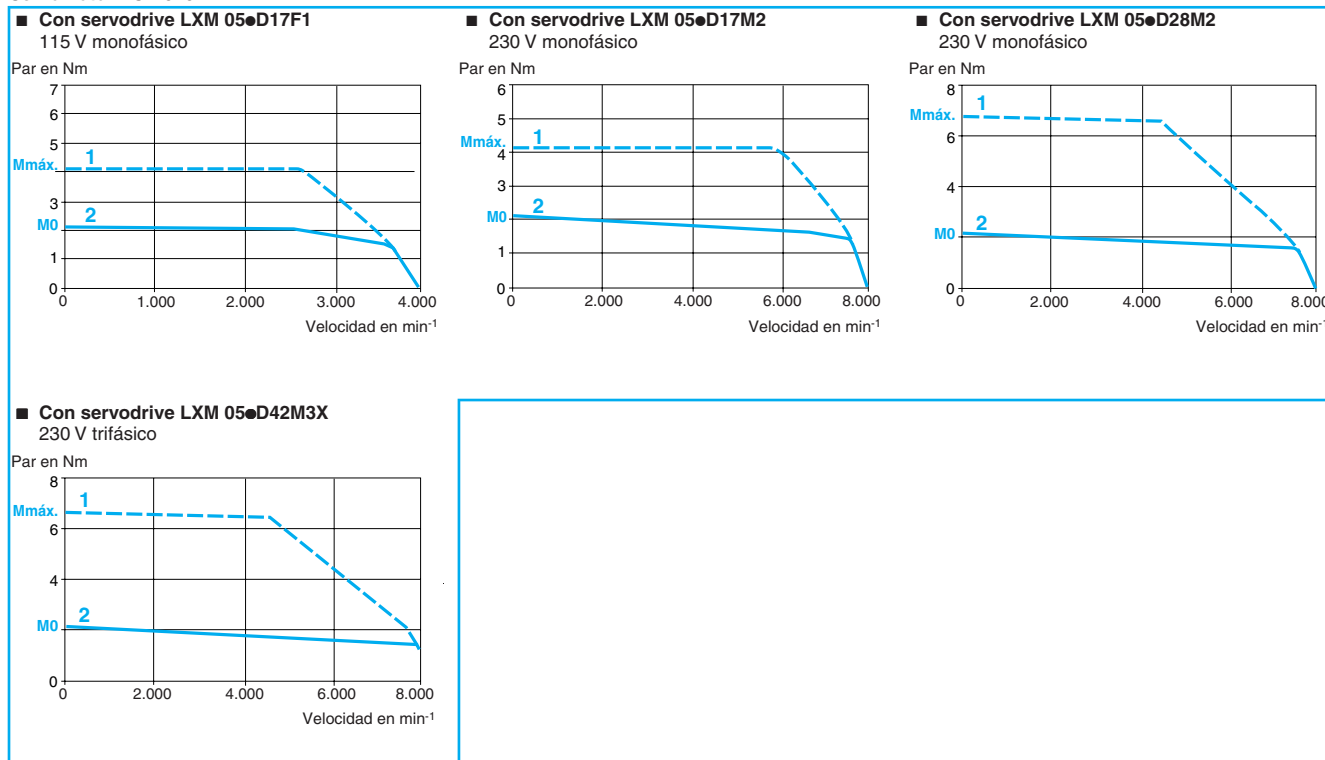 ■ Con servodrive LXM 05●D17F1
115 V monofásico
Par en Nm
7
6
5
Mmáx.
3
M0
1
0
1
2
0 1.000 2.000 3.000 4.000
Velocidad en min-1
■ Con servodrive LXM 05●D17M2
230 V monofásico
Par en Nm
6
5
Mmáx.
4
3
M0
1
0
1
2
0 2.000 4.000 6.000 8.000
Velocidad en min-1
■ Con servodrive LXM 05●D28M2
230 V monofásico
Par en Nm
8
Mmáx.
6
4
M0
0
1
2
0 2.000 4.000 6.000 8.000
Velocidad en min-1
■ Con servodrive LXM 05●D42M3X
230 V trifásico
Par en Nm
8
Mmáx.
6
4
M0
0
1
2
0 2.000 4.000 6.000 8.000
Velocidad en min-1